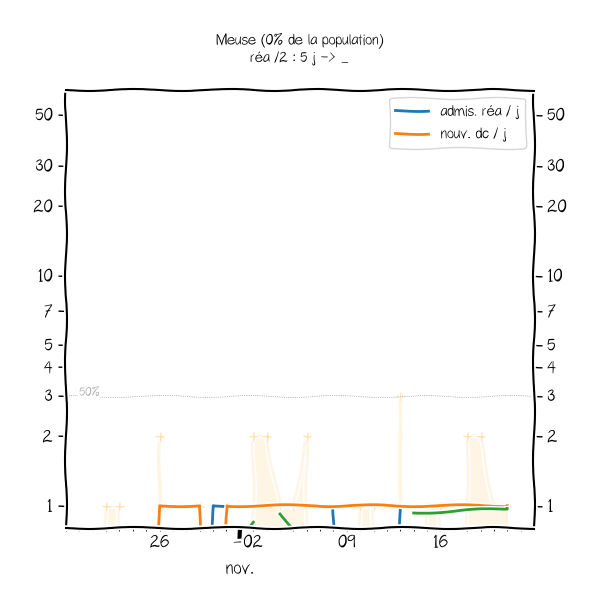 Meuse (0% de la population)
réa /2 : 5 j -> _
admis. réa / j
nouv. dc / j
50 50
30 30
20 20
10 10
7 7
5 5
4 4
50%
3 3
2 2
1 1
26 02 09 16
nov.